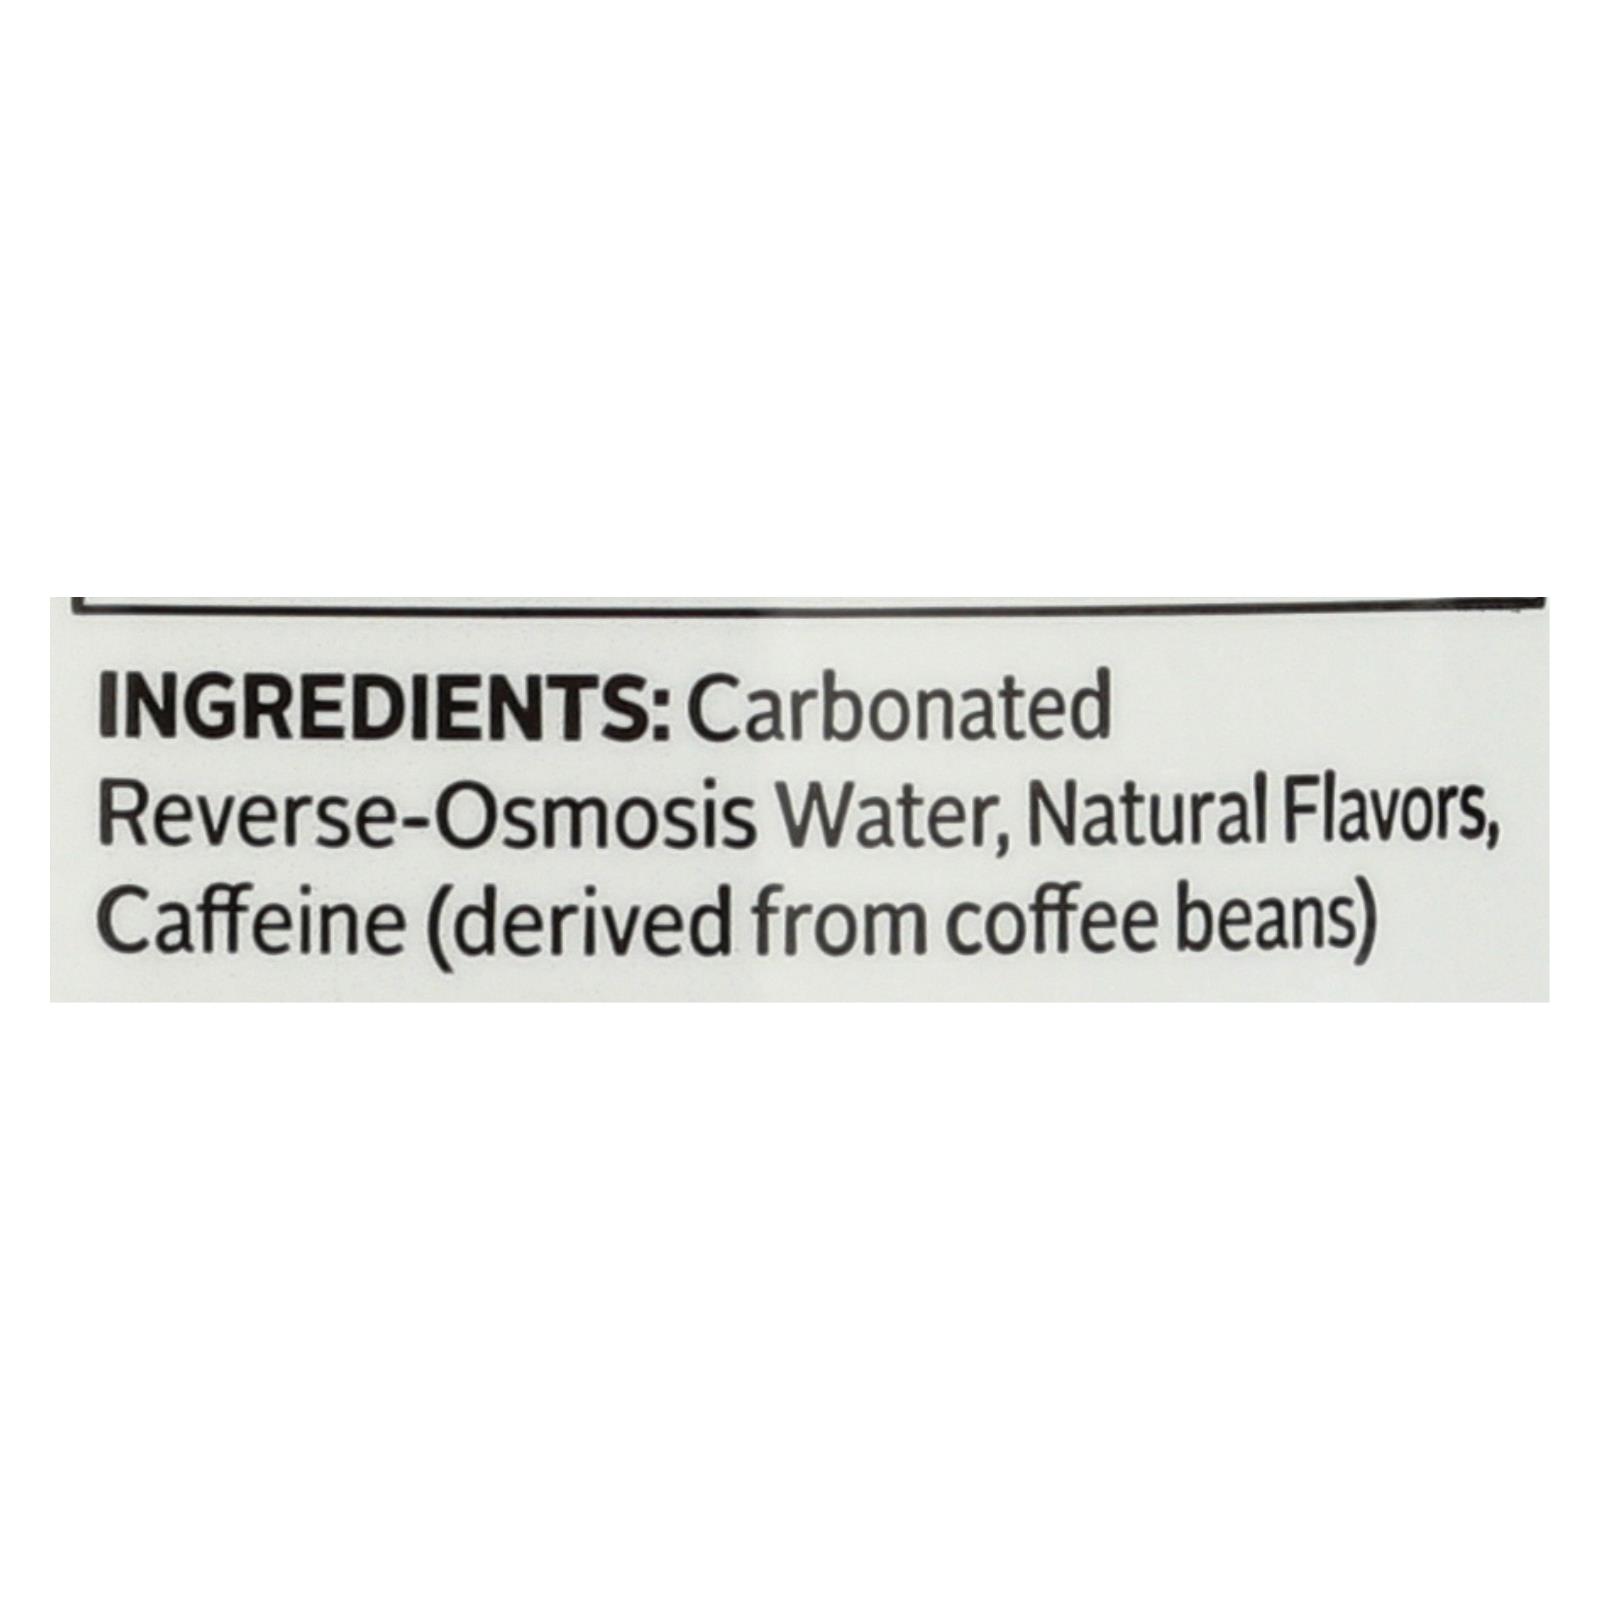 INGREDIENTS: Carbonated
Reverse-Osmosis Water, Natural Flavors,
Caffeine (derived from coffee beans)